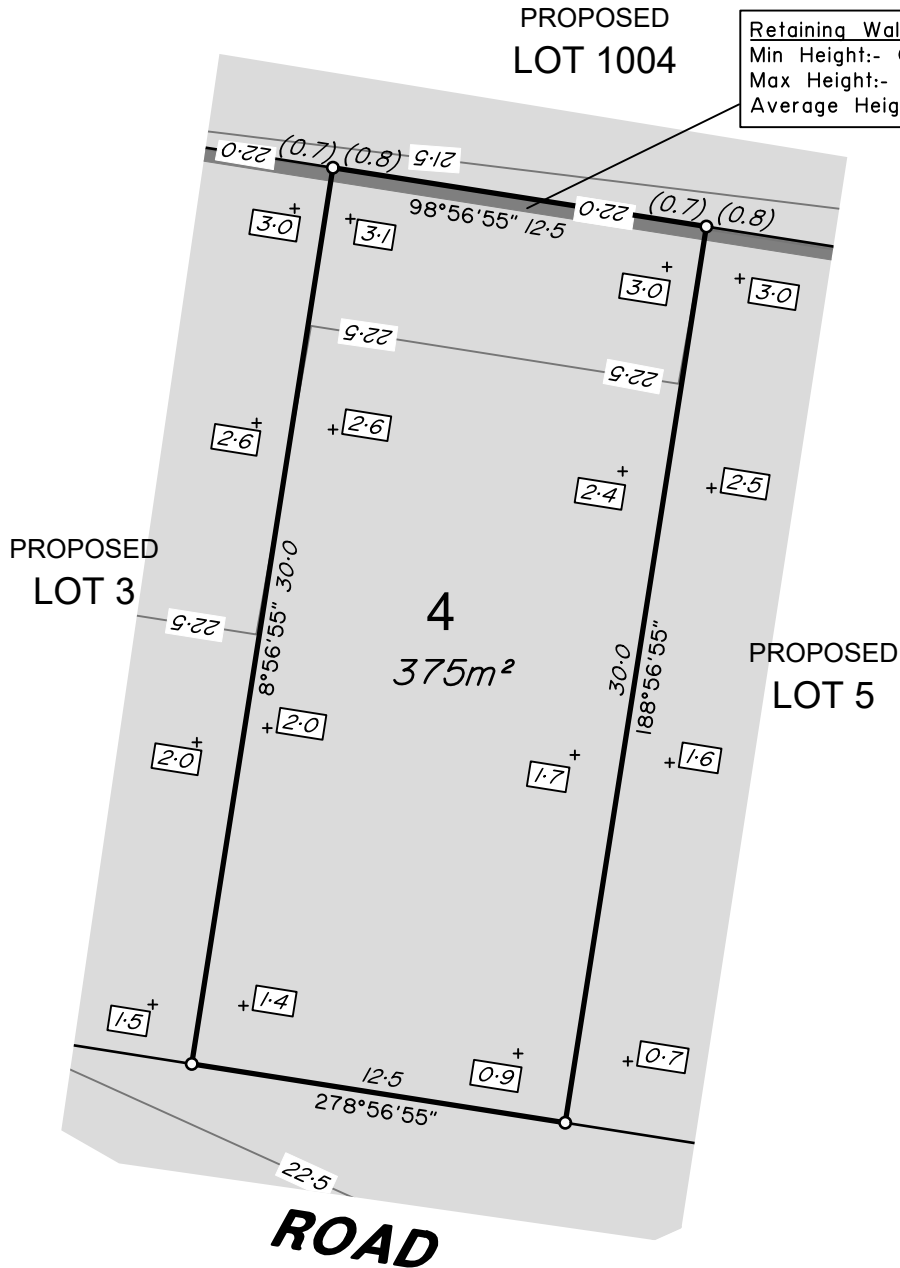 PROPOSED
LOT 1004
Retaining Wal
Min Height:-
Max Height:-
Average Heig
22·0 (0.7) (0.8) 21·5
98°56'55" 12·5 22·0 (0.7) (0.8)
3·0
3·1
3·0
3·0
22·5
22·5
2·6
2·6
2·4
2·5
PROPOSED
LOT 3
22·5
8°56'55" 30·0
4
375m²
30·0
188°56'55"
PROPOSED
LOT 5
2·0
2·0
1·7
1·6
1·5
1·4
0·9
0·7
12·5
278°56'55"
22·5
ROAD